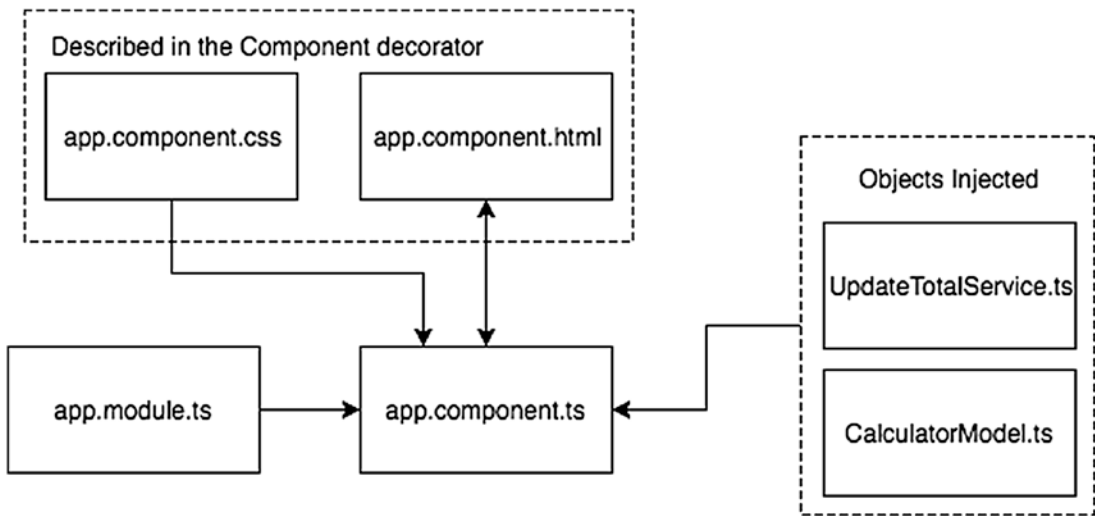 Described in the Component decorator
app.component.css
app.component.html
Objects Injected
UpdateTotalService.ts
app.module.ts
app.component.ts
CalculatorModel.ts